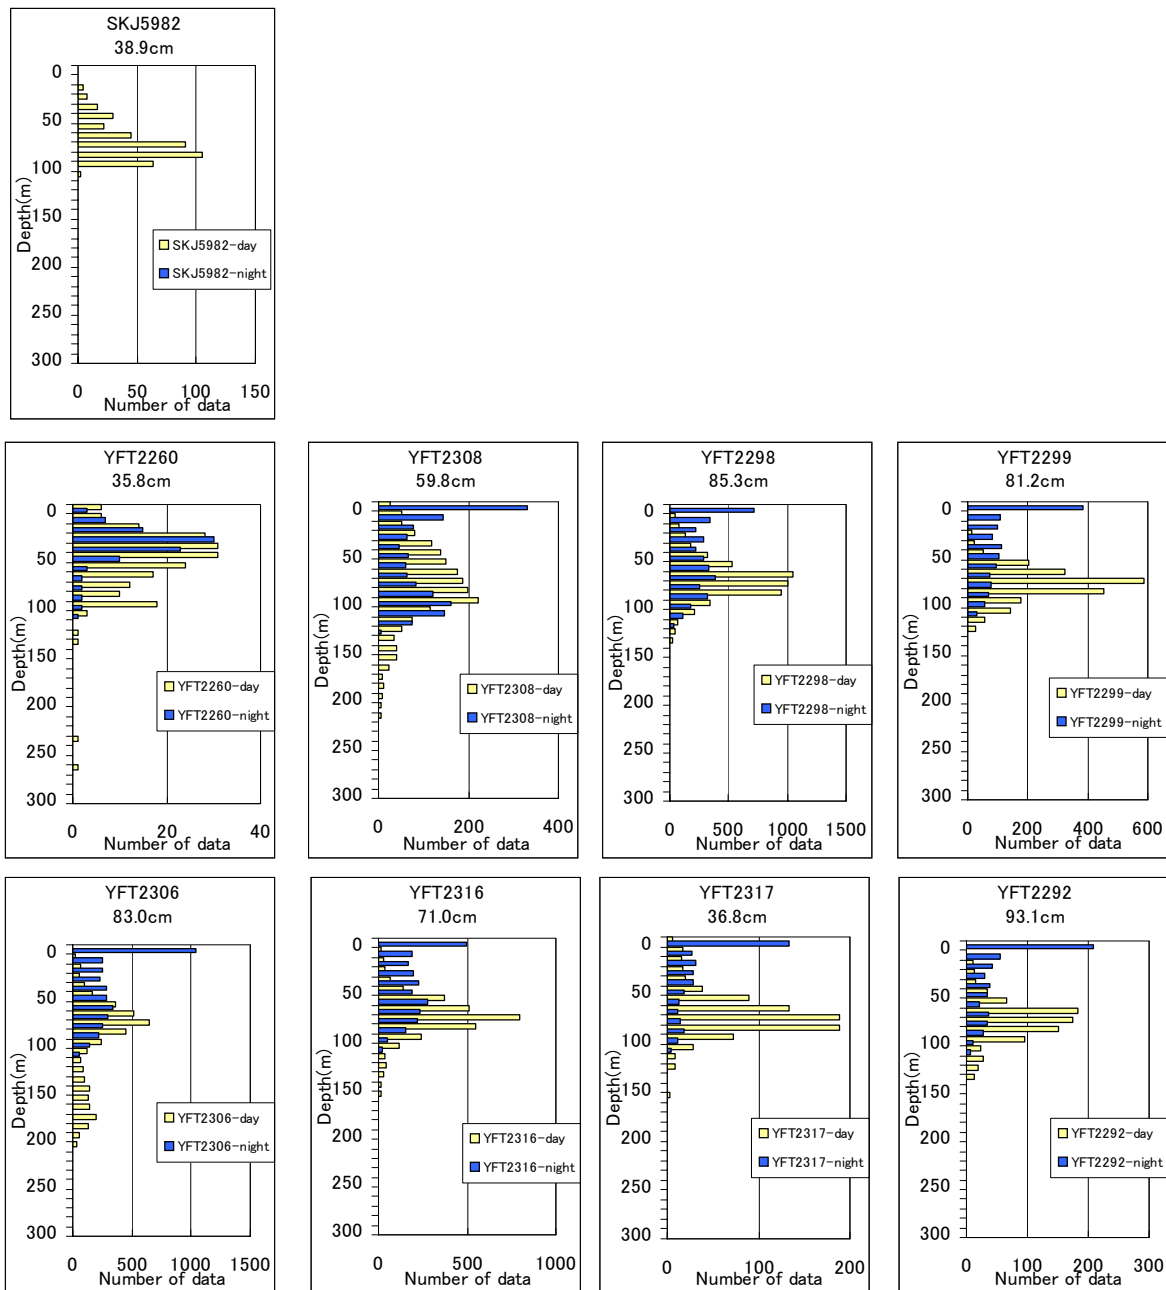 SKJ5982
38.9cm
0
50
100
150
200
250
300
Depth(m)
SKJ5982-day
SKJ5982-night
0 50 100 150
Number of data
YFT2260
35.8cm
0
50
100
150
200
250
300
Depth(m)
YFT2260-day
YFT2260-night
0 20 40
Number of data
YFT2308
59.8cm
0
50
100
150
200
250
300
Depth(m)
YFT2308-day
YFT2308-night
0 200 400
Number of data
YFT2298
85.3cm
0
50
100
150
200
250
300
Depth(m)
YFT2298-day
YFT2298-night
0 500 1000 1500
Number of data
YFT2299
81.2cm
0
50
100
150
200
250
300
Depth(m)
YFT2299-day
YFT2299-night
0 200 400 600
Number of data
YFT2306
83.0cm
0
50
100
150
200
250
300
Depth(m)
YFT2306-day
YFT2306-night
0 500 1000 1500
Number of data
YFT2316
71.0cm
0
50
100
150
200
250
300
Depth(m)
YFT2316-day
YFT2316-night
0 500 1000
Number of data
YFT2317
36.8cm
0
50
100
150
200
250
300
Depth(m)
YFT2317-day
YFT2317-night
0 100 200
Number of data
YFT2292
93.1cm
0
50
100
150
200
250
300
Depth(m)
YFT2292-day
YFT2292-night
0 100 200 300
Number of data